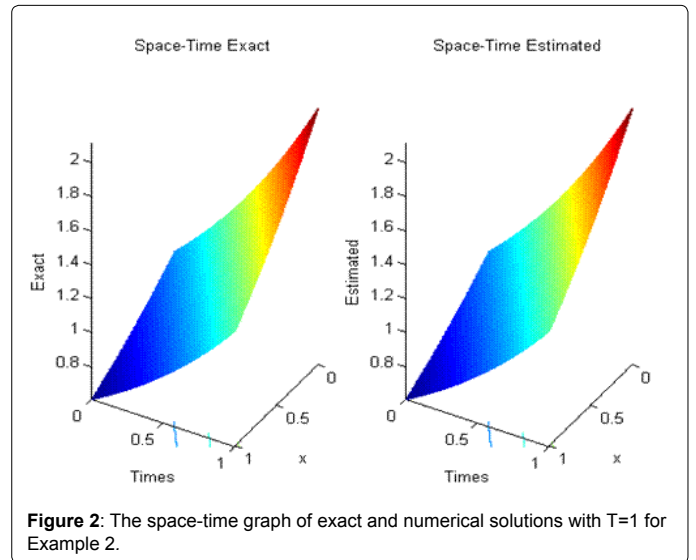 Space-Time Exact
Space-Time Estimated
2
1.8
1.6
1.4
1.2
1
0.8
Exact
0
0.5
1
Times
0
0.5
1
x
2
1.8
1.6
1.4
1.2
1
0.8
Estimated
0
0.5
1
Times
0
0.5
1
x
Figure 2: The space-time graph of exact and numerical solutions with T=1 for
Example 2.